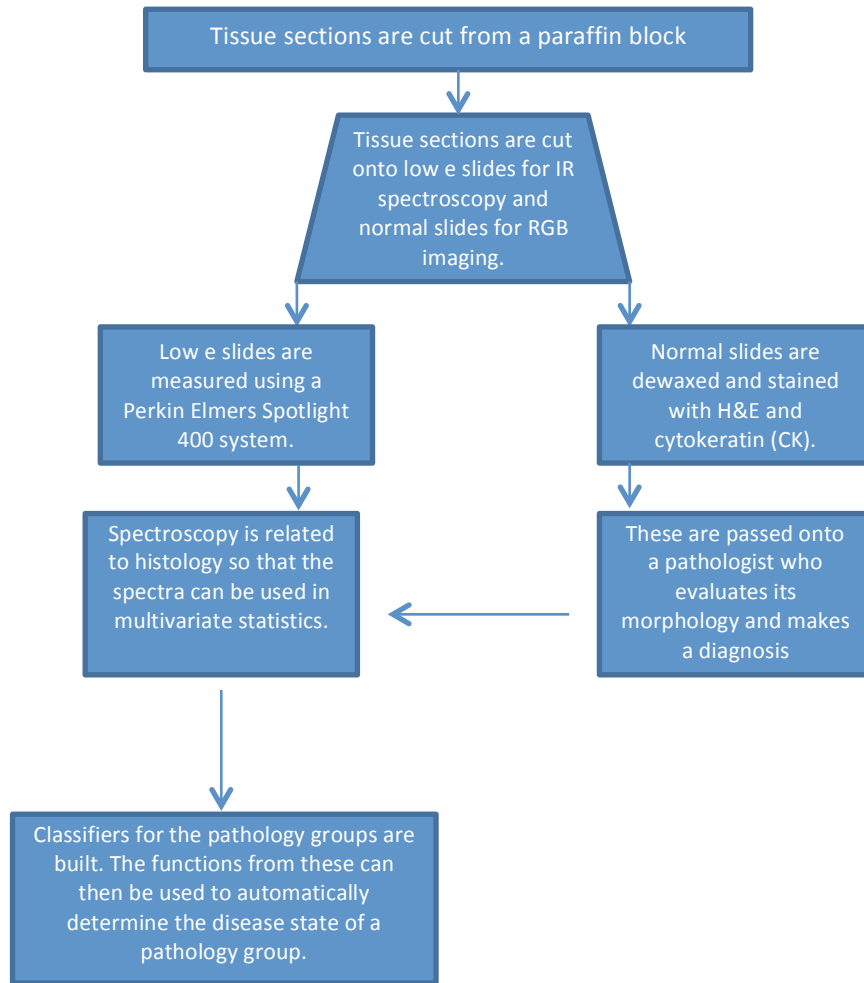 Tissue sections are cut from a paraffin block
Tissue sections are cut
onto low e slides for IR
spectroscopy and
normal slides for RGB
imaging.
Low e slides are
measured using a
Perkin Elmers Spotlight
400 system.
Normal slides are
dewaxed and stained
with H&E and
cytokeratin (CK).
Spectroscopy is related
to histology so that the
spectra can be used in
multivariate statistics.
These are passed onto
a pathologist who
evaluates its
morphology and makes
a diagnosis
Classifiers for the pathology groups are
built. The functions from these can
then be used to automatically
determine the disease state of a
pathology group.